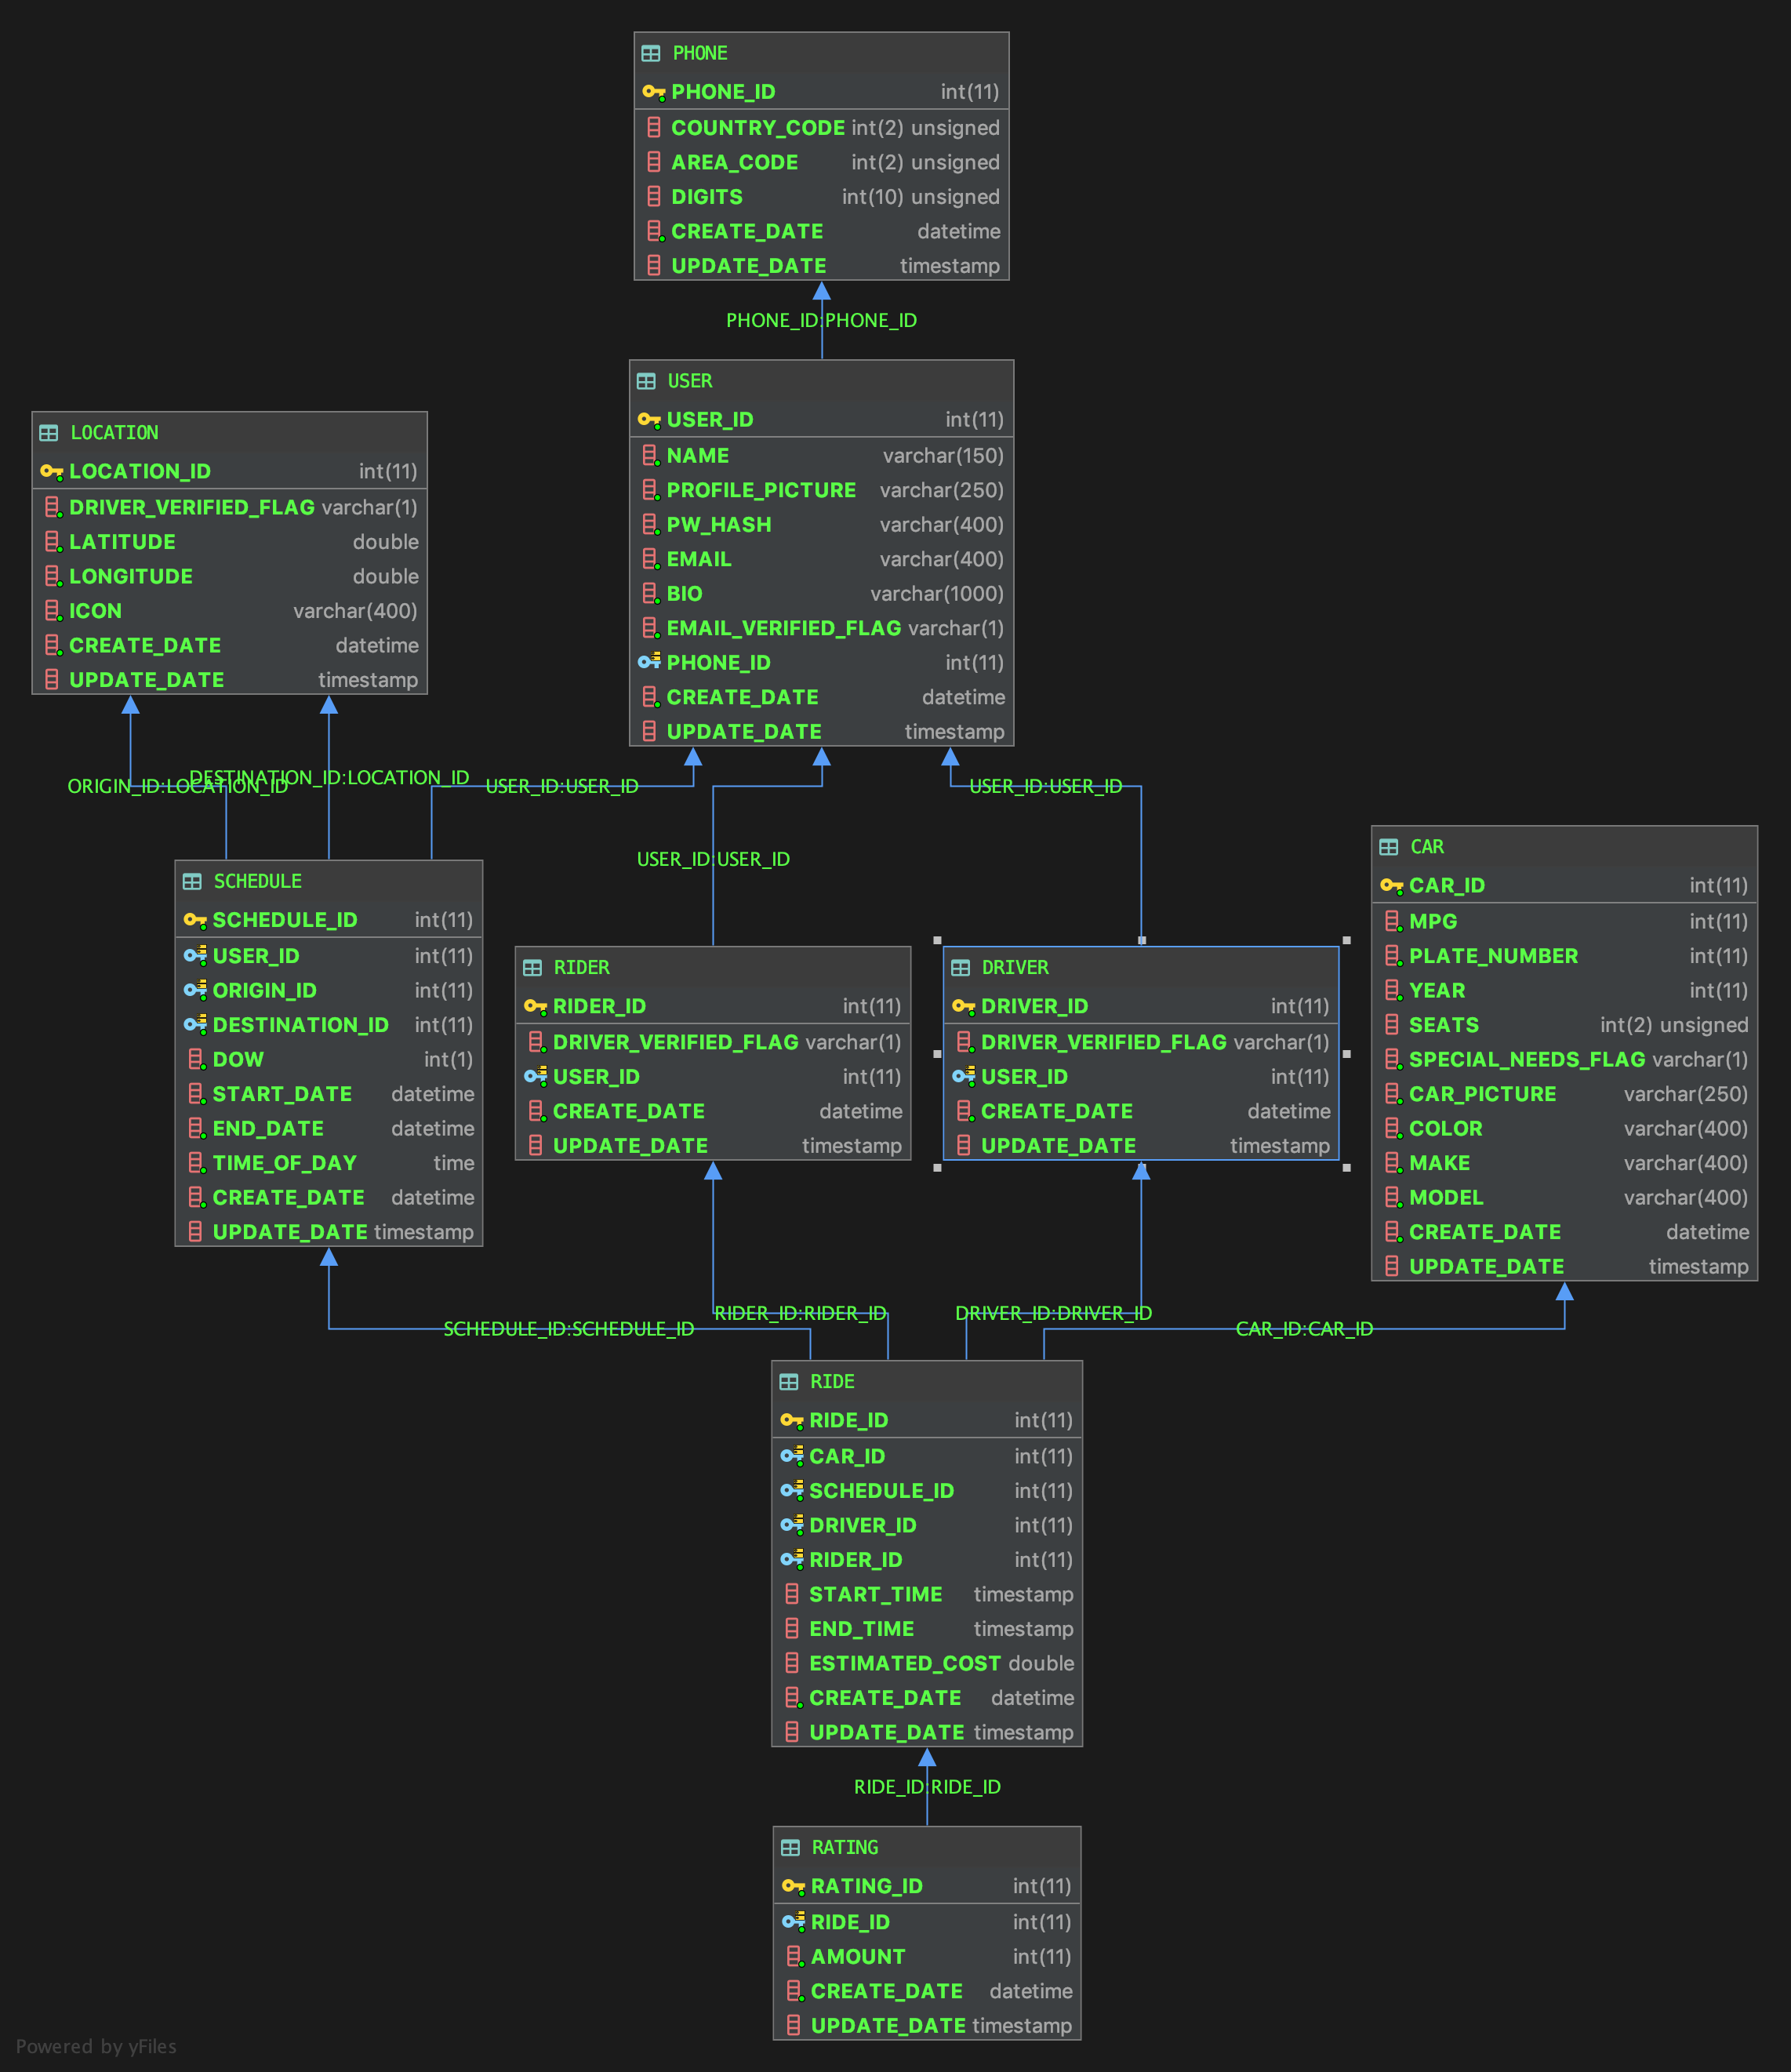 PHONE
PHONE_ID int(11)
COUNTRY_CODE int(2) unsigned
AREA_CODE int(2) unsigned
DIGITS int(10) unsigned
CREATE_DATE datetime
UPDATE_DATE timestamp
PHONE_ID:PHONE_ID
USER
USER_ID int(11)
NAME varchar(150)
PROFILE_PICTURE varchar(250)
PW_HASH varchar(400)
EMAIL varchar(400)
BIO varchar(1000)
EMAIL_VERIFIED_FLAG varchar(1)
PHONE_ID int(11)
CREATE_DATE datetime
UPDATE_DATE timestamp
LOCATION
LOCATION_ID int(11)
DRIVER_VERIFIED_FLAG varchar(1)
LATITUDE double
LONGITUDE double
ICON varchar(400)
CREATE_DATE datetime
UPDATE_DATE timestamp
ORIGIN_ID:LOCATION_ID
DESTINATION_ID:LOCATION_ID
USER_ID:USER_ID
USER_ID:USER_ID
USER_ID:USER_ID
SCHEDULE
SCHEDULE_ID int(11)
USER_ID int(11)
ORIGIN_ID int(11)
DESTINATION_ID int(11)
DOW int(1)
START_DATE datetime
END_DATE datetime
TIME_OF_DAY time
CREATE_DATE datetime
UPDATE_DATE timestamp
RIDER
RIDER_ID int(11)
DRIVER_VERIFIED_FLAG varchar(1)
USER_ID int(11)
CREATE_DATE datetime
UPDATE_DATE timestamp
DRIVER
DRIVER_ID int(11)
DRIVER_VERIFIED_FLAG varchar(1)
USER_ID int(11)
CREATE_DATE datetime
UPDATE_DATE timestamp
CAR
CAR_ID int(11)
MPG int(11)
PLATE_NUMBER int(11)
YEAR int(11)
SEATS int(2) unsigned
SPECIAL_NEEDS_FLAG varchar(1)
CAR_PICTURE varchar(250)
COLOR varchar(400)
MAKE varchar(400)
MODEL varchar(400)
CREATE_DATE datetime
UPDATE_DATE timestamp
SCHEDULE_ID:SCHEDULE_ID
RIDER_ID:RIDER_ID
DRIVER_ID:DRIVER_ID
CAR_ID:CAR_ID
RIDE
RIDE_ID int(11)
CAR_ID int(11)
SCHEDULE_ID int(11)
DRIVER_ID int(11)
RIDER_ID int(11)
START_TIME timestamp
END_TIME timestamp
ESTIMATED_COST double
CREATE_DATE datetime
UPDATE_DATE timestamp
RIDE_ID:RIDE_ID
RATING
RATING_ID int(11)
RIDE_ID int(11)
AMOUNT int(11)
CREATE_DATE datetime
UPDATE_DATE timestamp
Powered by yFiles